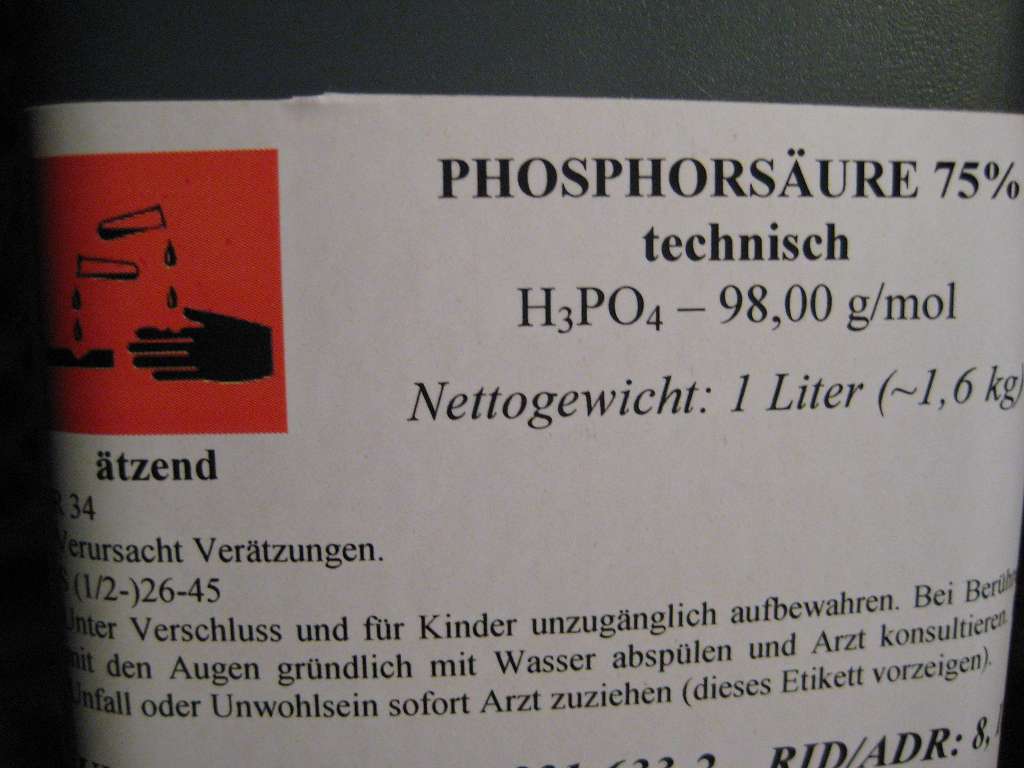 PHOSPHORSÄURE 75%
technisch
H₃PO₄ – 98,00 g/mol
Nettogewicht: 1 Liter (~1,6 kg)
ätzend
R 34
Verursacht Verätzungen.
S (1/2-)26-45
Unter Verschluss und für Kinder unzugänglich aufbewahren. Bei
mit den Augen gründlich mit Wasser abspülen und Arzt konsultieren.
Unfall oder Unwohlsein sofort Arzt zuziehen (dieses Etikett vorzeigen).
RID/ADR: 8,